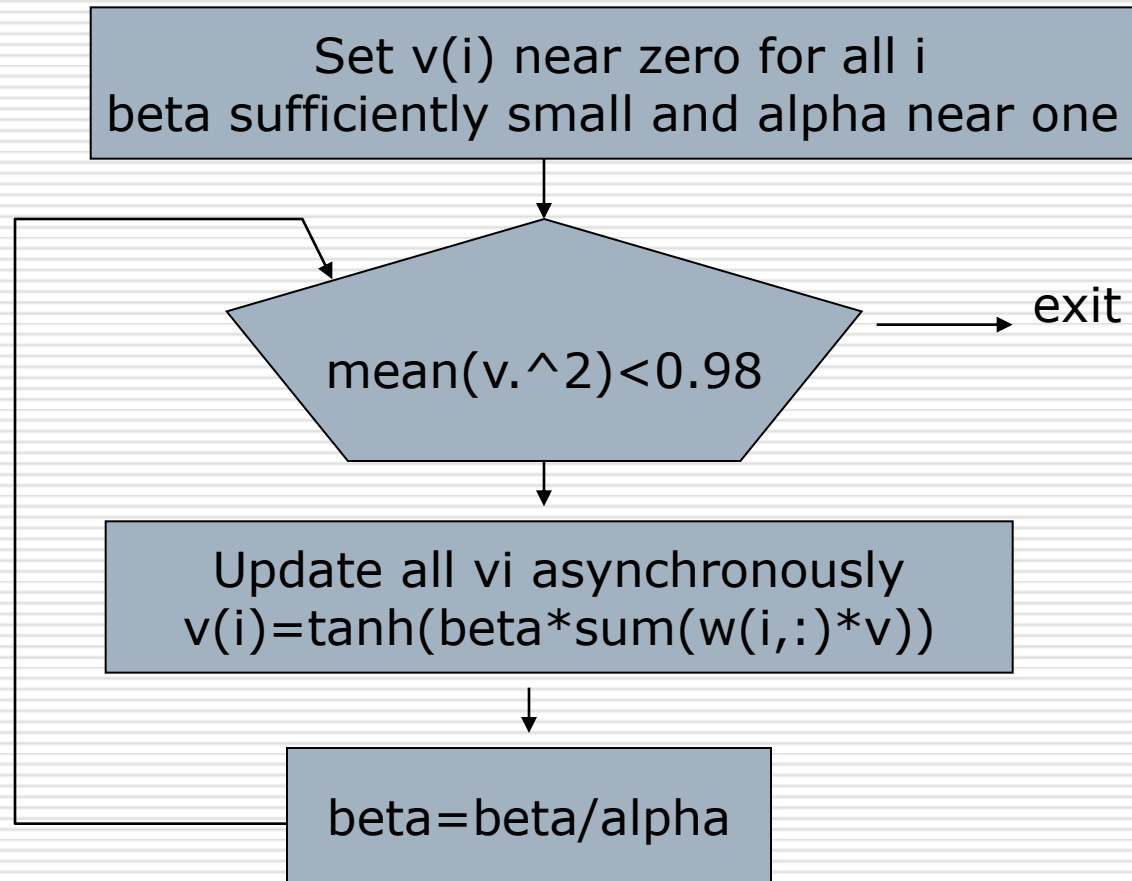 Set v(i) near zero for all i
beta sufficiently small and alpha near one
exit
mean(v.^2)<0.98
Update all vi asynchronously
v(i)=tanh(beta*sum(w(i,:)*v))
beta=beta/alpha